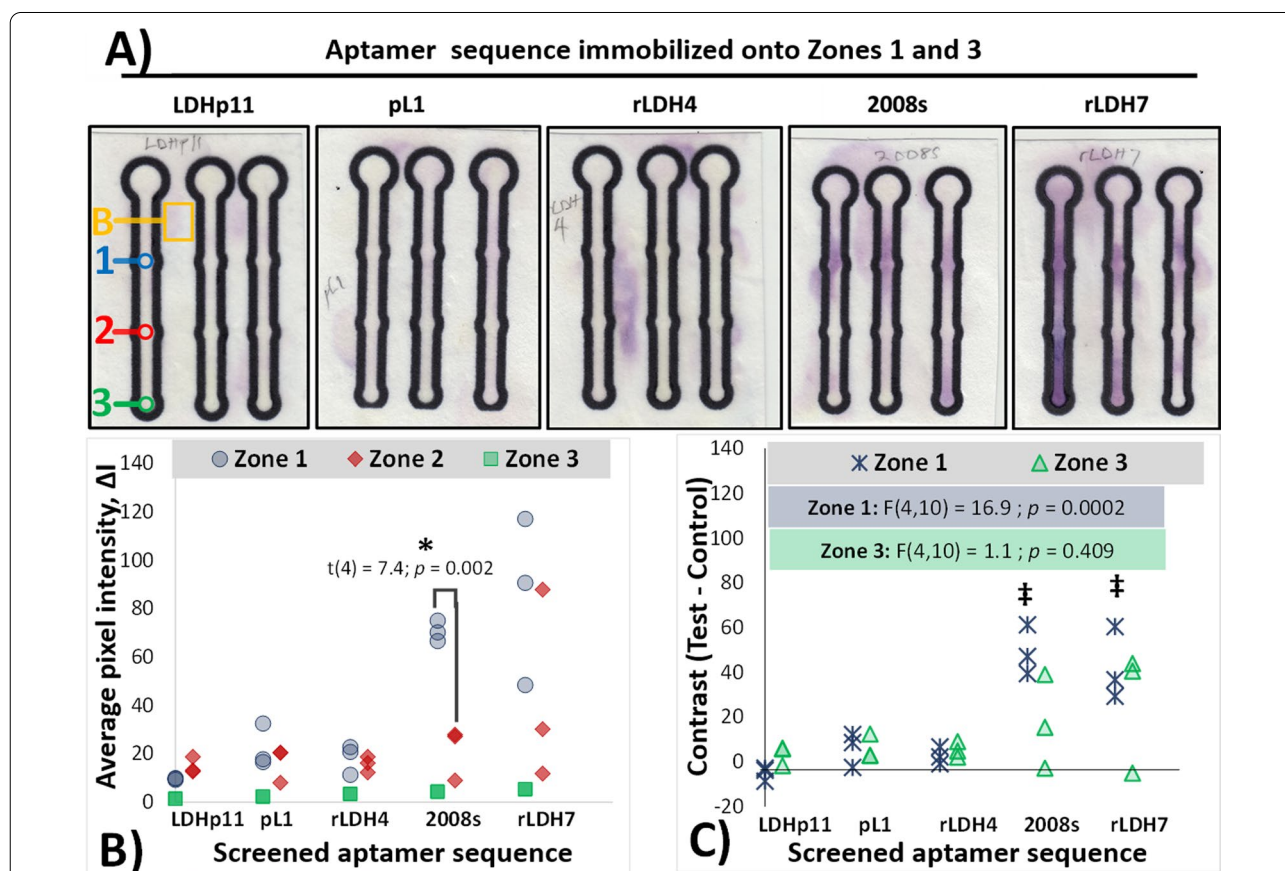 A)
Aptamer sequence immobilized onto Zones 1 and 3
LDHp11 pL1 rLDH4 2008s rLDH7
LDHp11
2008s
rLDH7
LDH
4
pL1
B
1
2
3
Zone 1 Zone 2 Zone 3
Average pixel intensity, ΔI
140
120
100
80
60
40
20
0
*
t(4) = 7.4; p = 0.002
LDHp11 pL1 rLDH4 2008s rLDH7
B) Screened aptamer sequence
Zone 1 Zone 3
Zone 1: F(4,10) = 16.9 ; p = 0.0002
Zone 3: F(4,10) = 1.1 ; p = 0.409
Contrast (Test - Control)
140
120
100
80
60
40
20
0
-20
‡ ‡
LDHp11 pL1 rLDH4 2008s rLDH7
C) Screened aptamer sequence